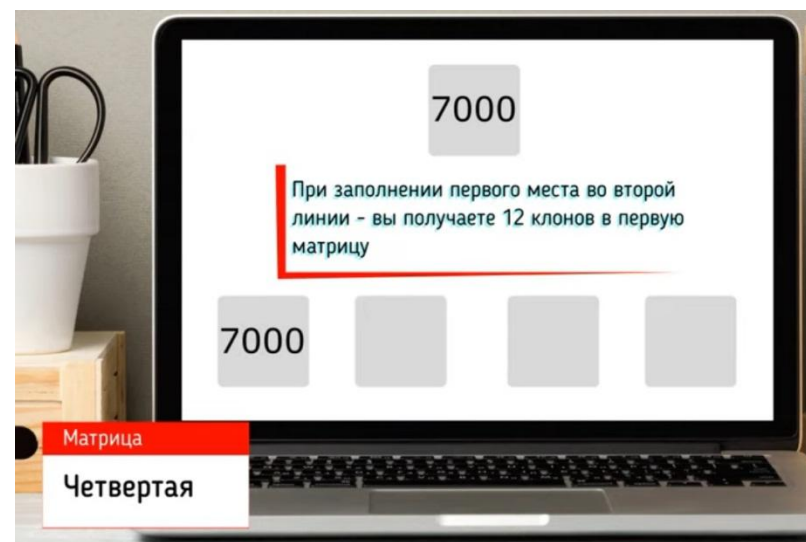 7000
При заполнении первого места во второй
линии - вы получаете 12 клонов в первую
матрицу
7000
Матрица
Четвертая